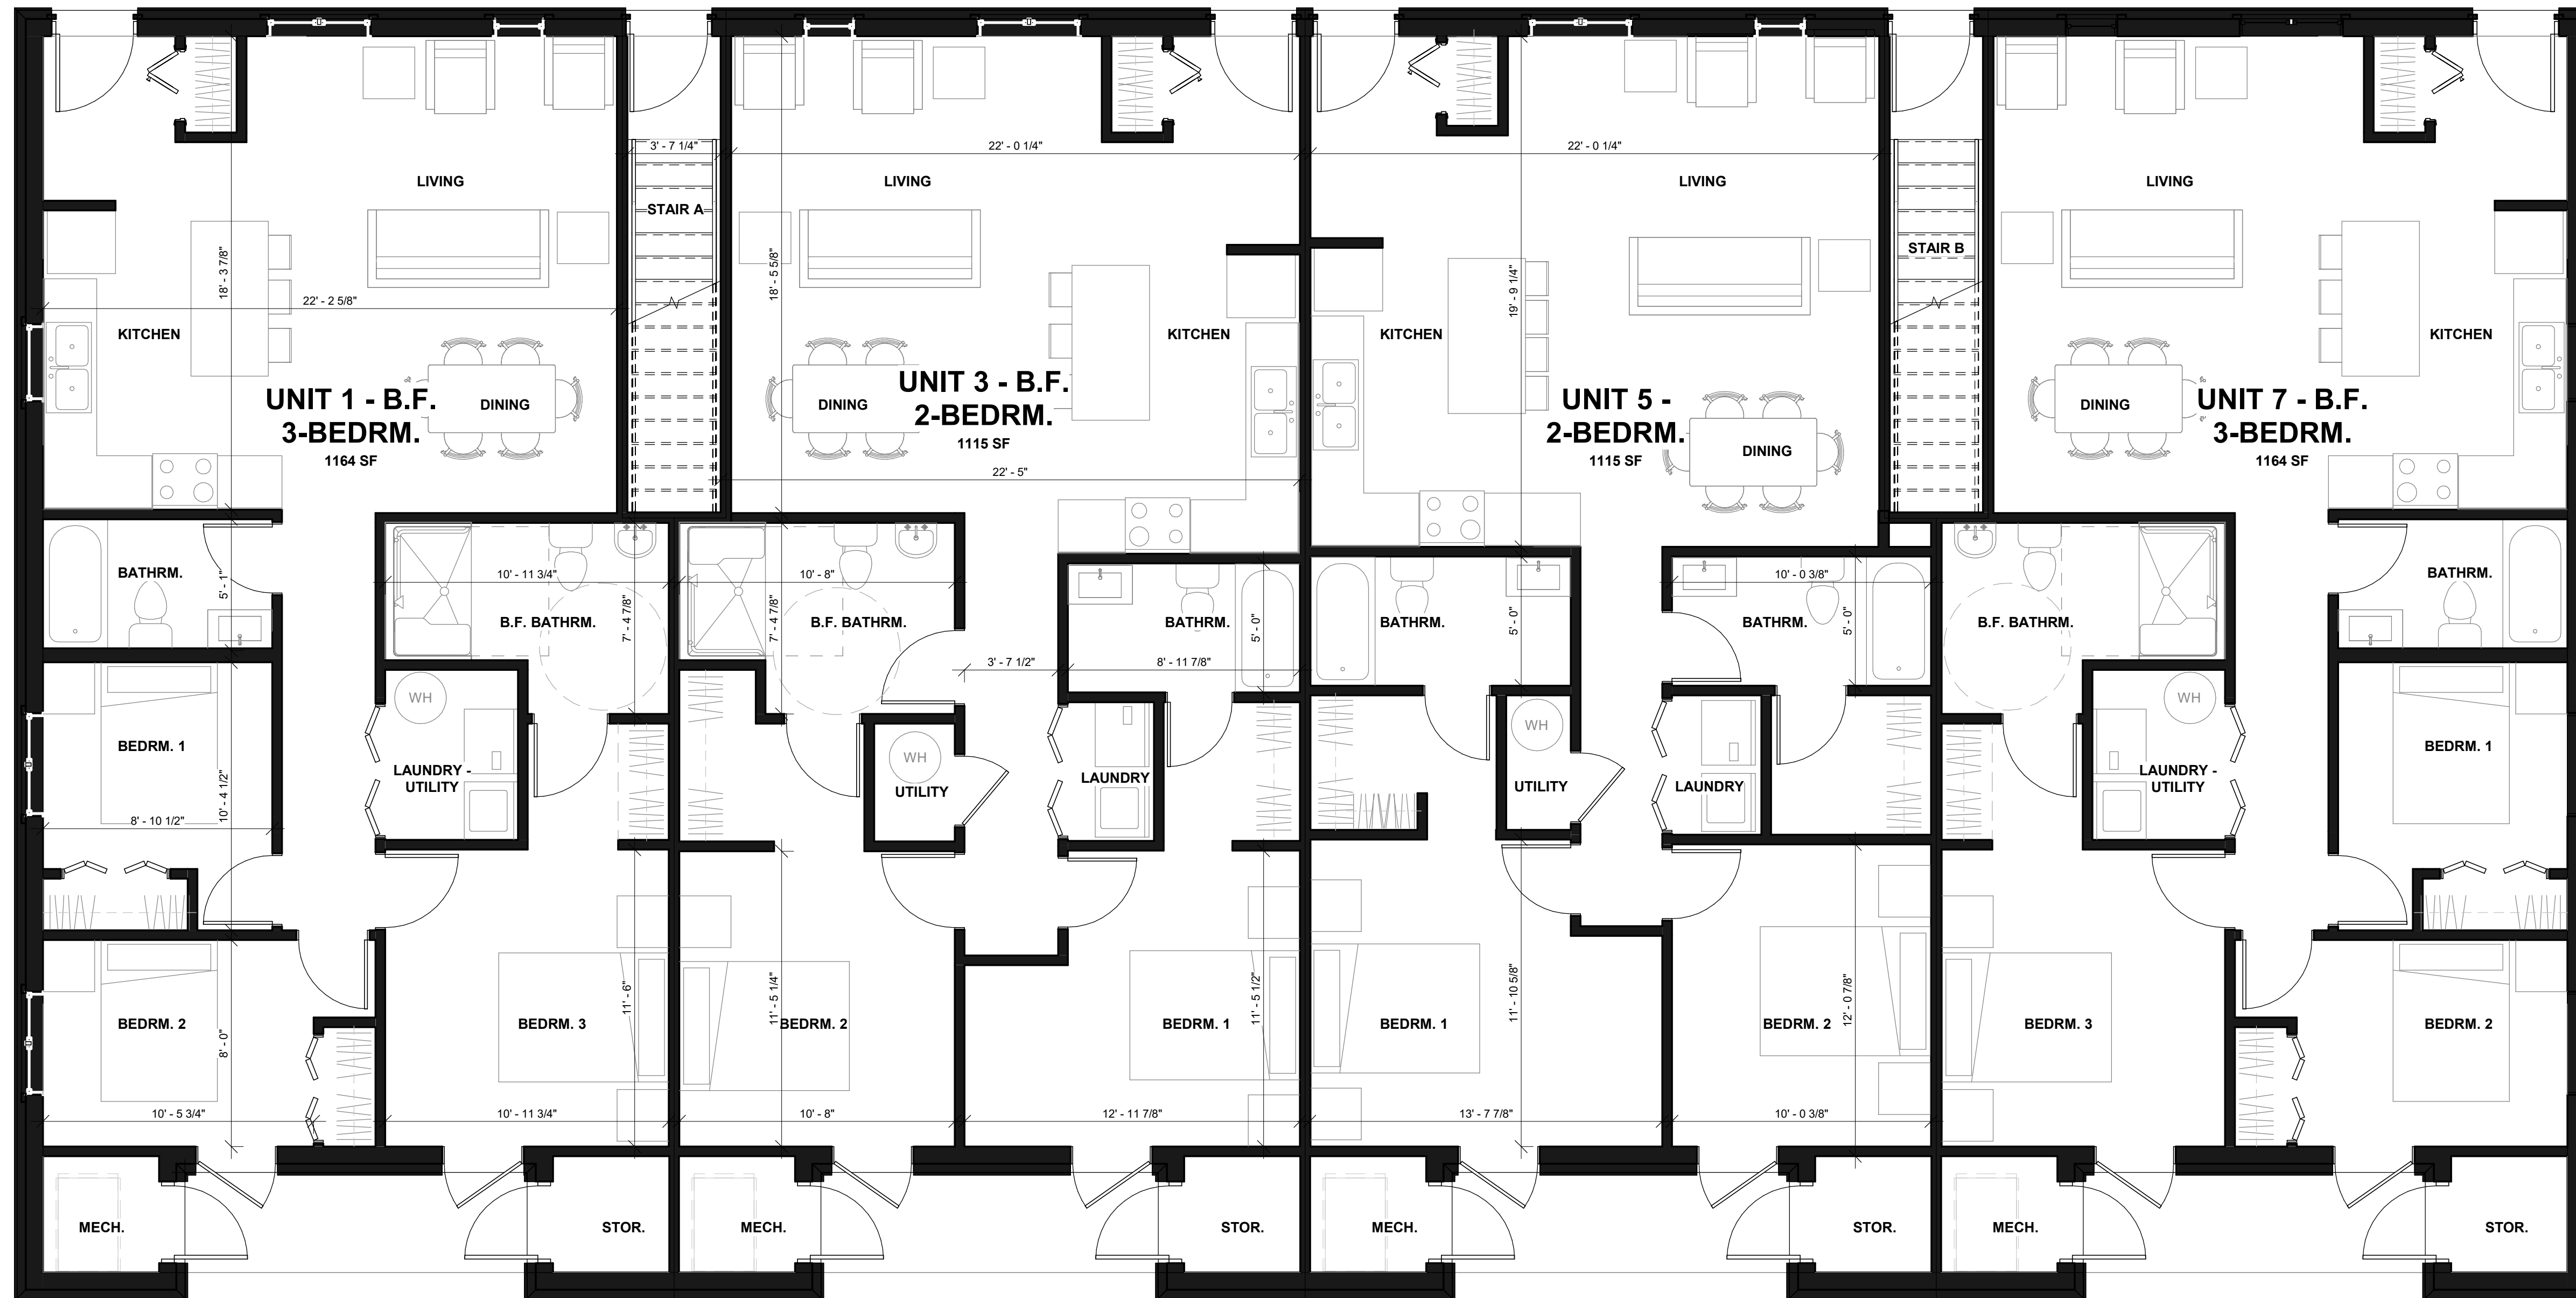 3' - 7 1/4"
22' - 0 1/4"
22' - 0 1/4"
LIVING
LIVING
LIVING
LIVING
STAIR A
STAIR B
18' - 3 7/8"
18' - 5 5/8"
19' - 9 1/4"
22' - 2 5/8"
KITCHEN
KITCHEN
KITCHEN
KITCHEN
UNIT 1 - B.F.
3-BEDRM.
1164 SF
DINING
DINING
UNIT 3 - B.F.
2-BEDRM.
1115 SF
UNIT 5 -
2-BEDRM.
1115 SF
DINING
DINING
UNIT 7 - B.F.
3-BEDRM.
1164 SF
22' - 5"
BATHRM.
5' - 1"
10' - 11 3/4"
B.F. BATHRM.
7' - 4 7/8"
10' - 8"
7' - 4 7/8"
B.F. BATHRM.
BATHRM.
5' - 0"
3' - 7 1/2"
8' - 11 7/8"
BATHRM.
5' - 0"
10' - 0 3/8"
BATHRM.
5' - 0"
B.F. BATHRM.
BATHRM.
WH
WH
WH
WH
BEDRM. 1
10' - 4 1/2"
8' - 10 1/2"
LAUNDRY -
UTILITY
UTILITY
LAUNDRY
UTILITY
LAUNDRY
LAUNDRY -
UTILITY
BEDRM. 1
BEDRM. 2
8' - 0"
10' - 5 3/4"
BEDRM. 3
11' - 6"
10' - 11 3/4"
11' - 5 1/4"
BEDRM. 2
10' - 8"
BEDRM. 1
11' - 5 1/2"
12' - 11 7/8"
BEDRM. 1
11' - 10 5/8"
13' - 7 7/8"
BEDRM. 2
12' - 0 7/8"
10' - 0 3/8"
BEDRM. 3
BEDRM. 2
MECH.
STOR.
MECH.
STOR.
MECH.
STOR.
MECH.
STOR.